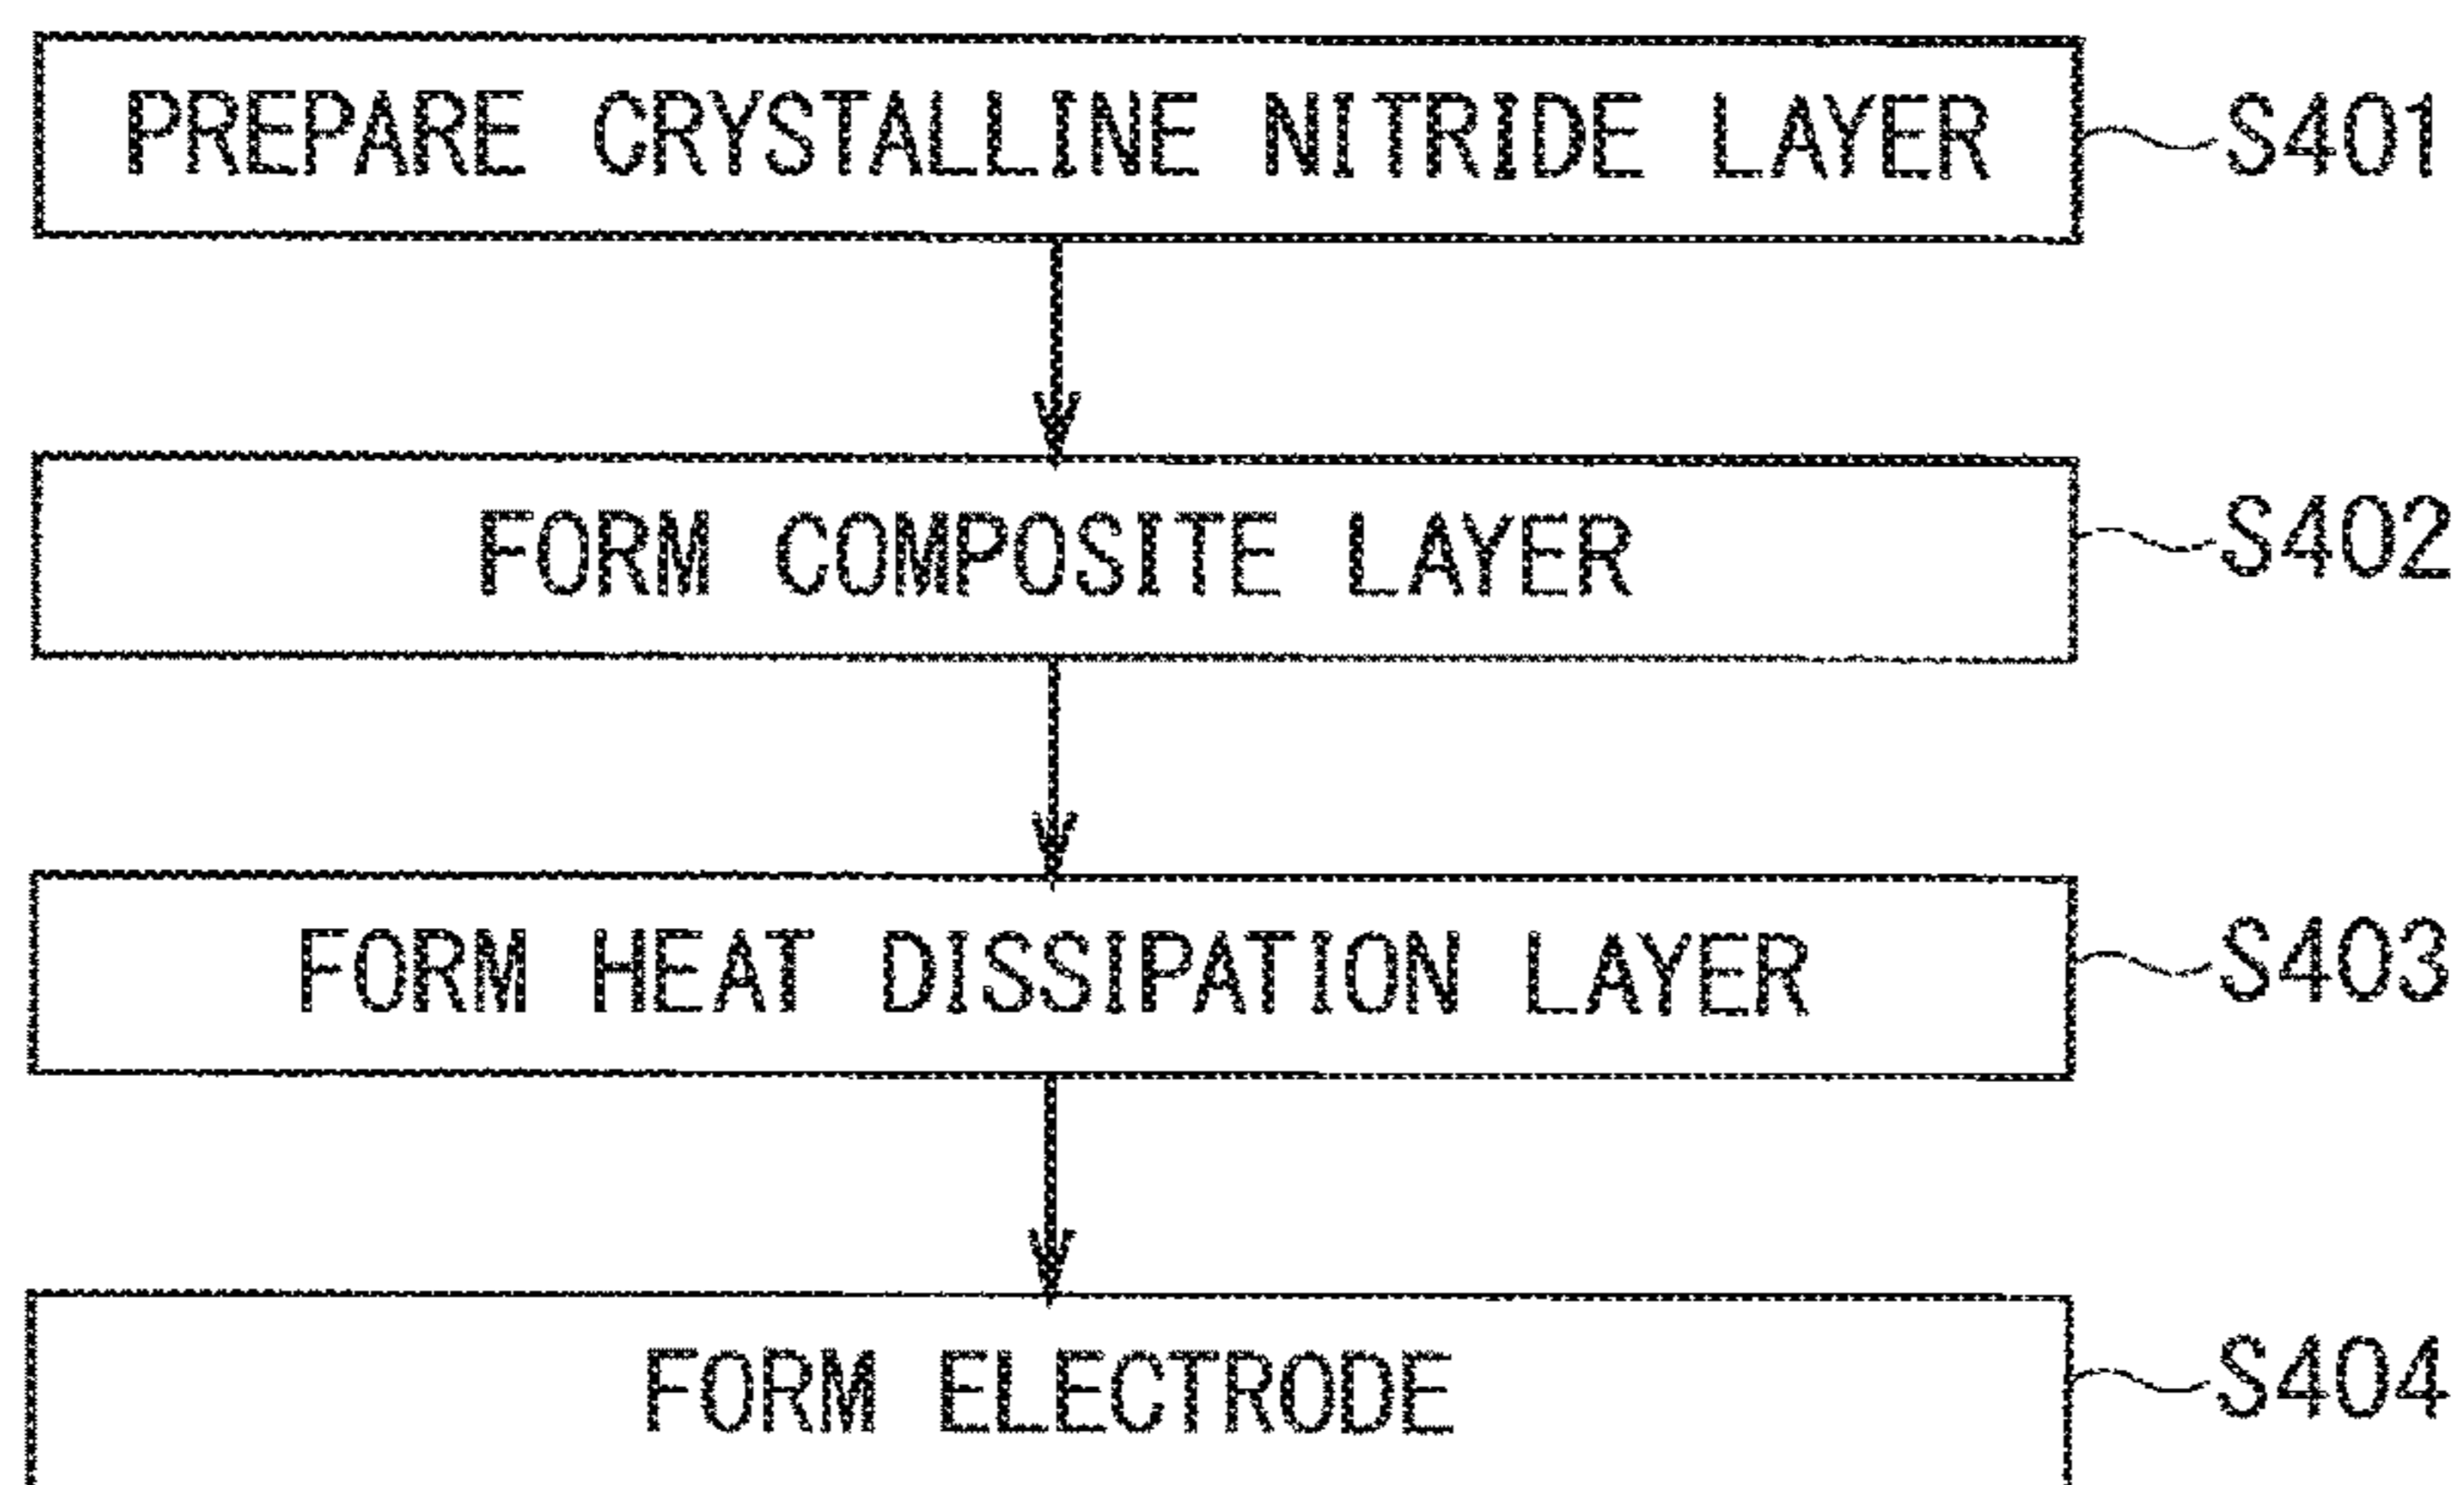 PREPARE CRYSTALLINE NITRIDE LAYER S401
FORM COMPOSITE LAYER S402
FORM HEAT DISSIPATION LAYER S403
FORM ELECTRODE S404